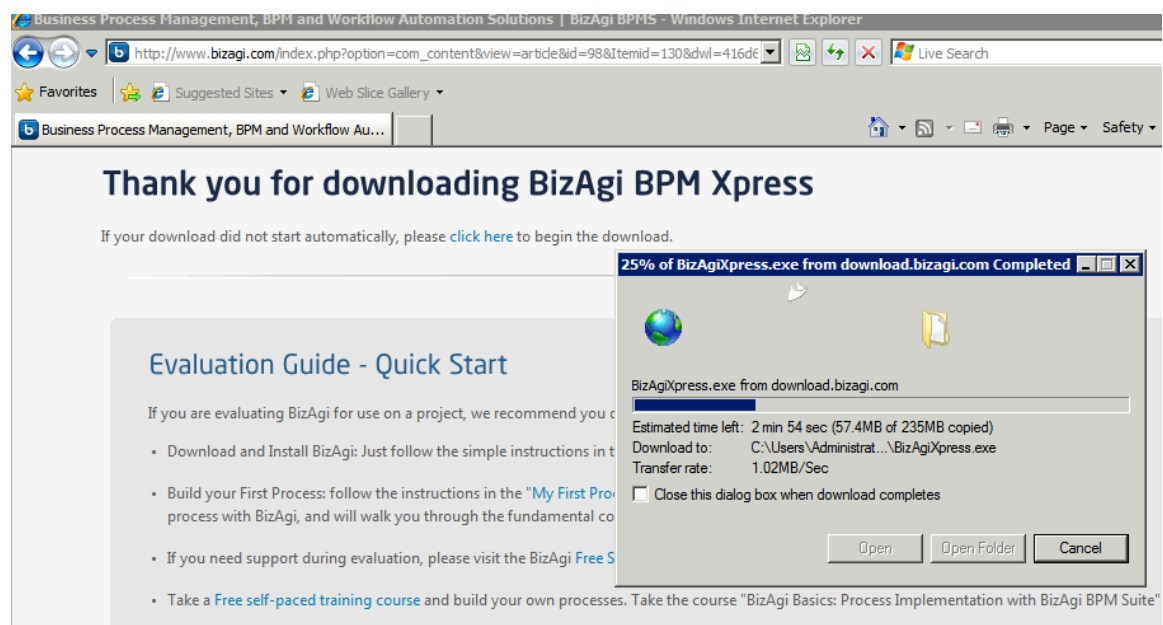 Business Process Management, BPM and Workflow Automation Solutions | BizAgi BPMS - Windows Internet Explorer
http://www.bizagi.com/index.php?option=com_content&view=article&id=98&Itemid=130&dwl=416d6
Live Search
Favorites Suggested Sites Web Slice Gallery
Business Process Management, BPM and Workflow Au...
Page Safety
Thank you for downloading BizAgi BPM Xpress
If your download did not start automatically, please click here to begin the download.
25% of BizAgiXpress.exe from download.bizagi.com Completed
BizAgiXpress.exe from download.bizagi.com
Estimated time left: 2 min 54 sec (57.4MB of 235MB copied)
Download to: C:\Users\Administrat...\BizAgiXpress.exe
Transfer rate: 1.02MB/Sec
Close this dialog box when download completes
Open Open Folder Cancel
Evaluation Guide - Quick Start
If you are evaluating BizAgi for use on a project, we recommend you
• Download and Install BizAgi: Just follow the simple instructions in
• Build your First Process: follow the instructions in the "My First
process with BizAgi, and will walk you through the fundamental
• If you need support during evaluation, please visit the BizAgi Free
• Take a Free self-paced training course and build your own processes. Take the course "BizAgi Basics: Process Implementation with BizAgi BPM Suite"